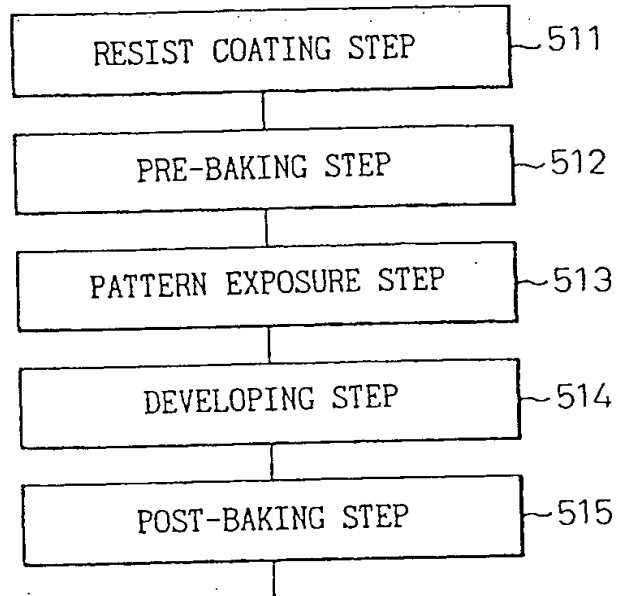 RESIST COATING STEP 511
PRE-BAKING STEP 512
PATTERN EXPOSURE STEP 513
DEVELOPING STEP 514
POST-BAKING STEP 515